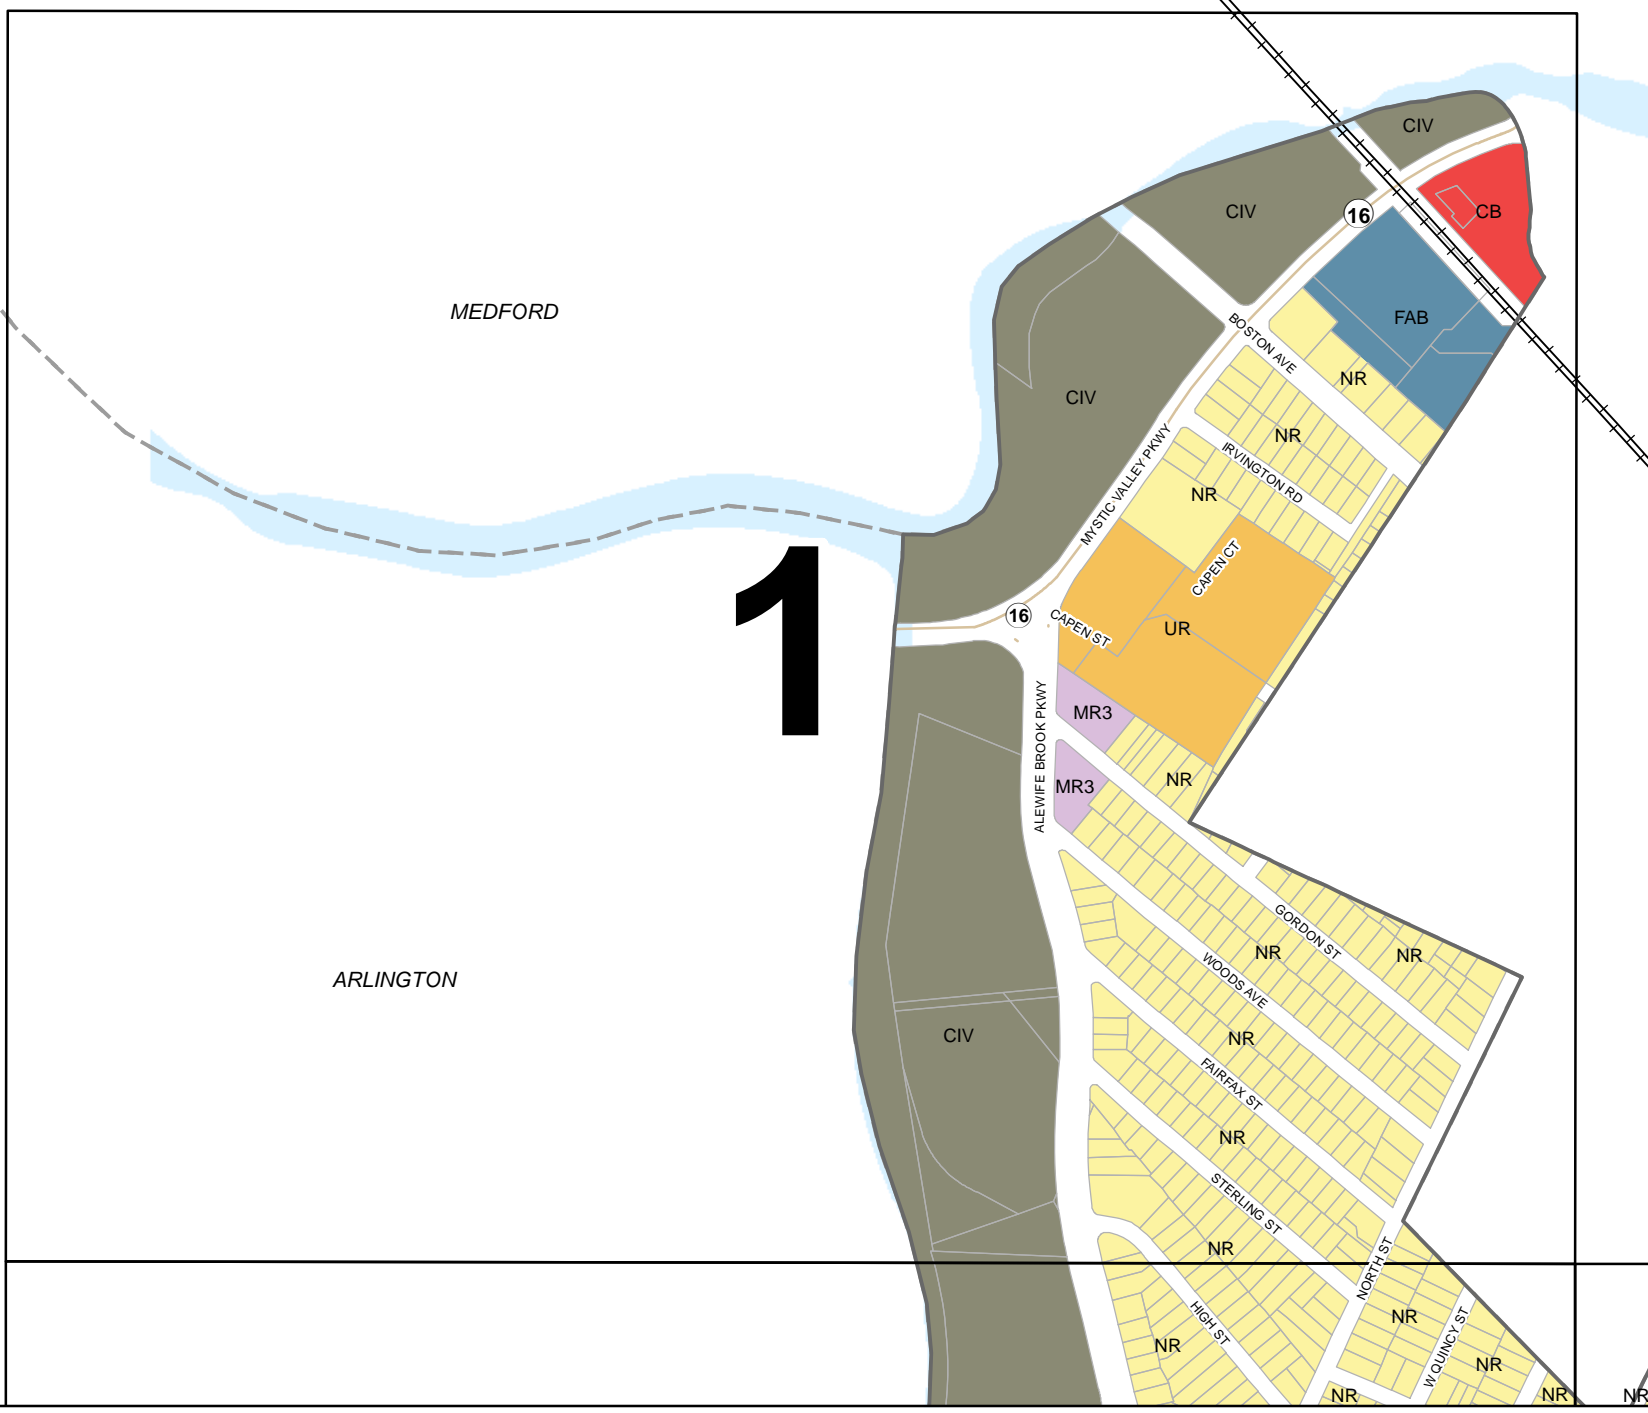 CIV
CIV
CB
16
MEDFORD
FAB
BOSTON AVE
NR
CIV
NR
IRVINGTON RD
MYSTIC VALLEY PKWY
NR
CAPEN CT
1
16
CAPEN ST
UR
ALEWIFE BROOK PKWY
MR3
NR
MR3
GORDON ST
NR
NR
WOODS AVE
ARLINGTON
CIV
NR
FAIRFAX ST
NR
STERLING ST
NR
NORTH ST
HIGH ST
NR
NR
W QUINCY ST
NR
NR
NR
NR